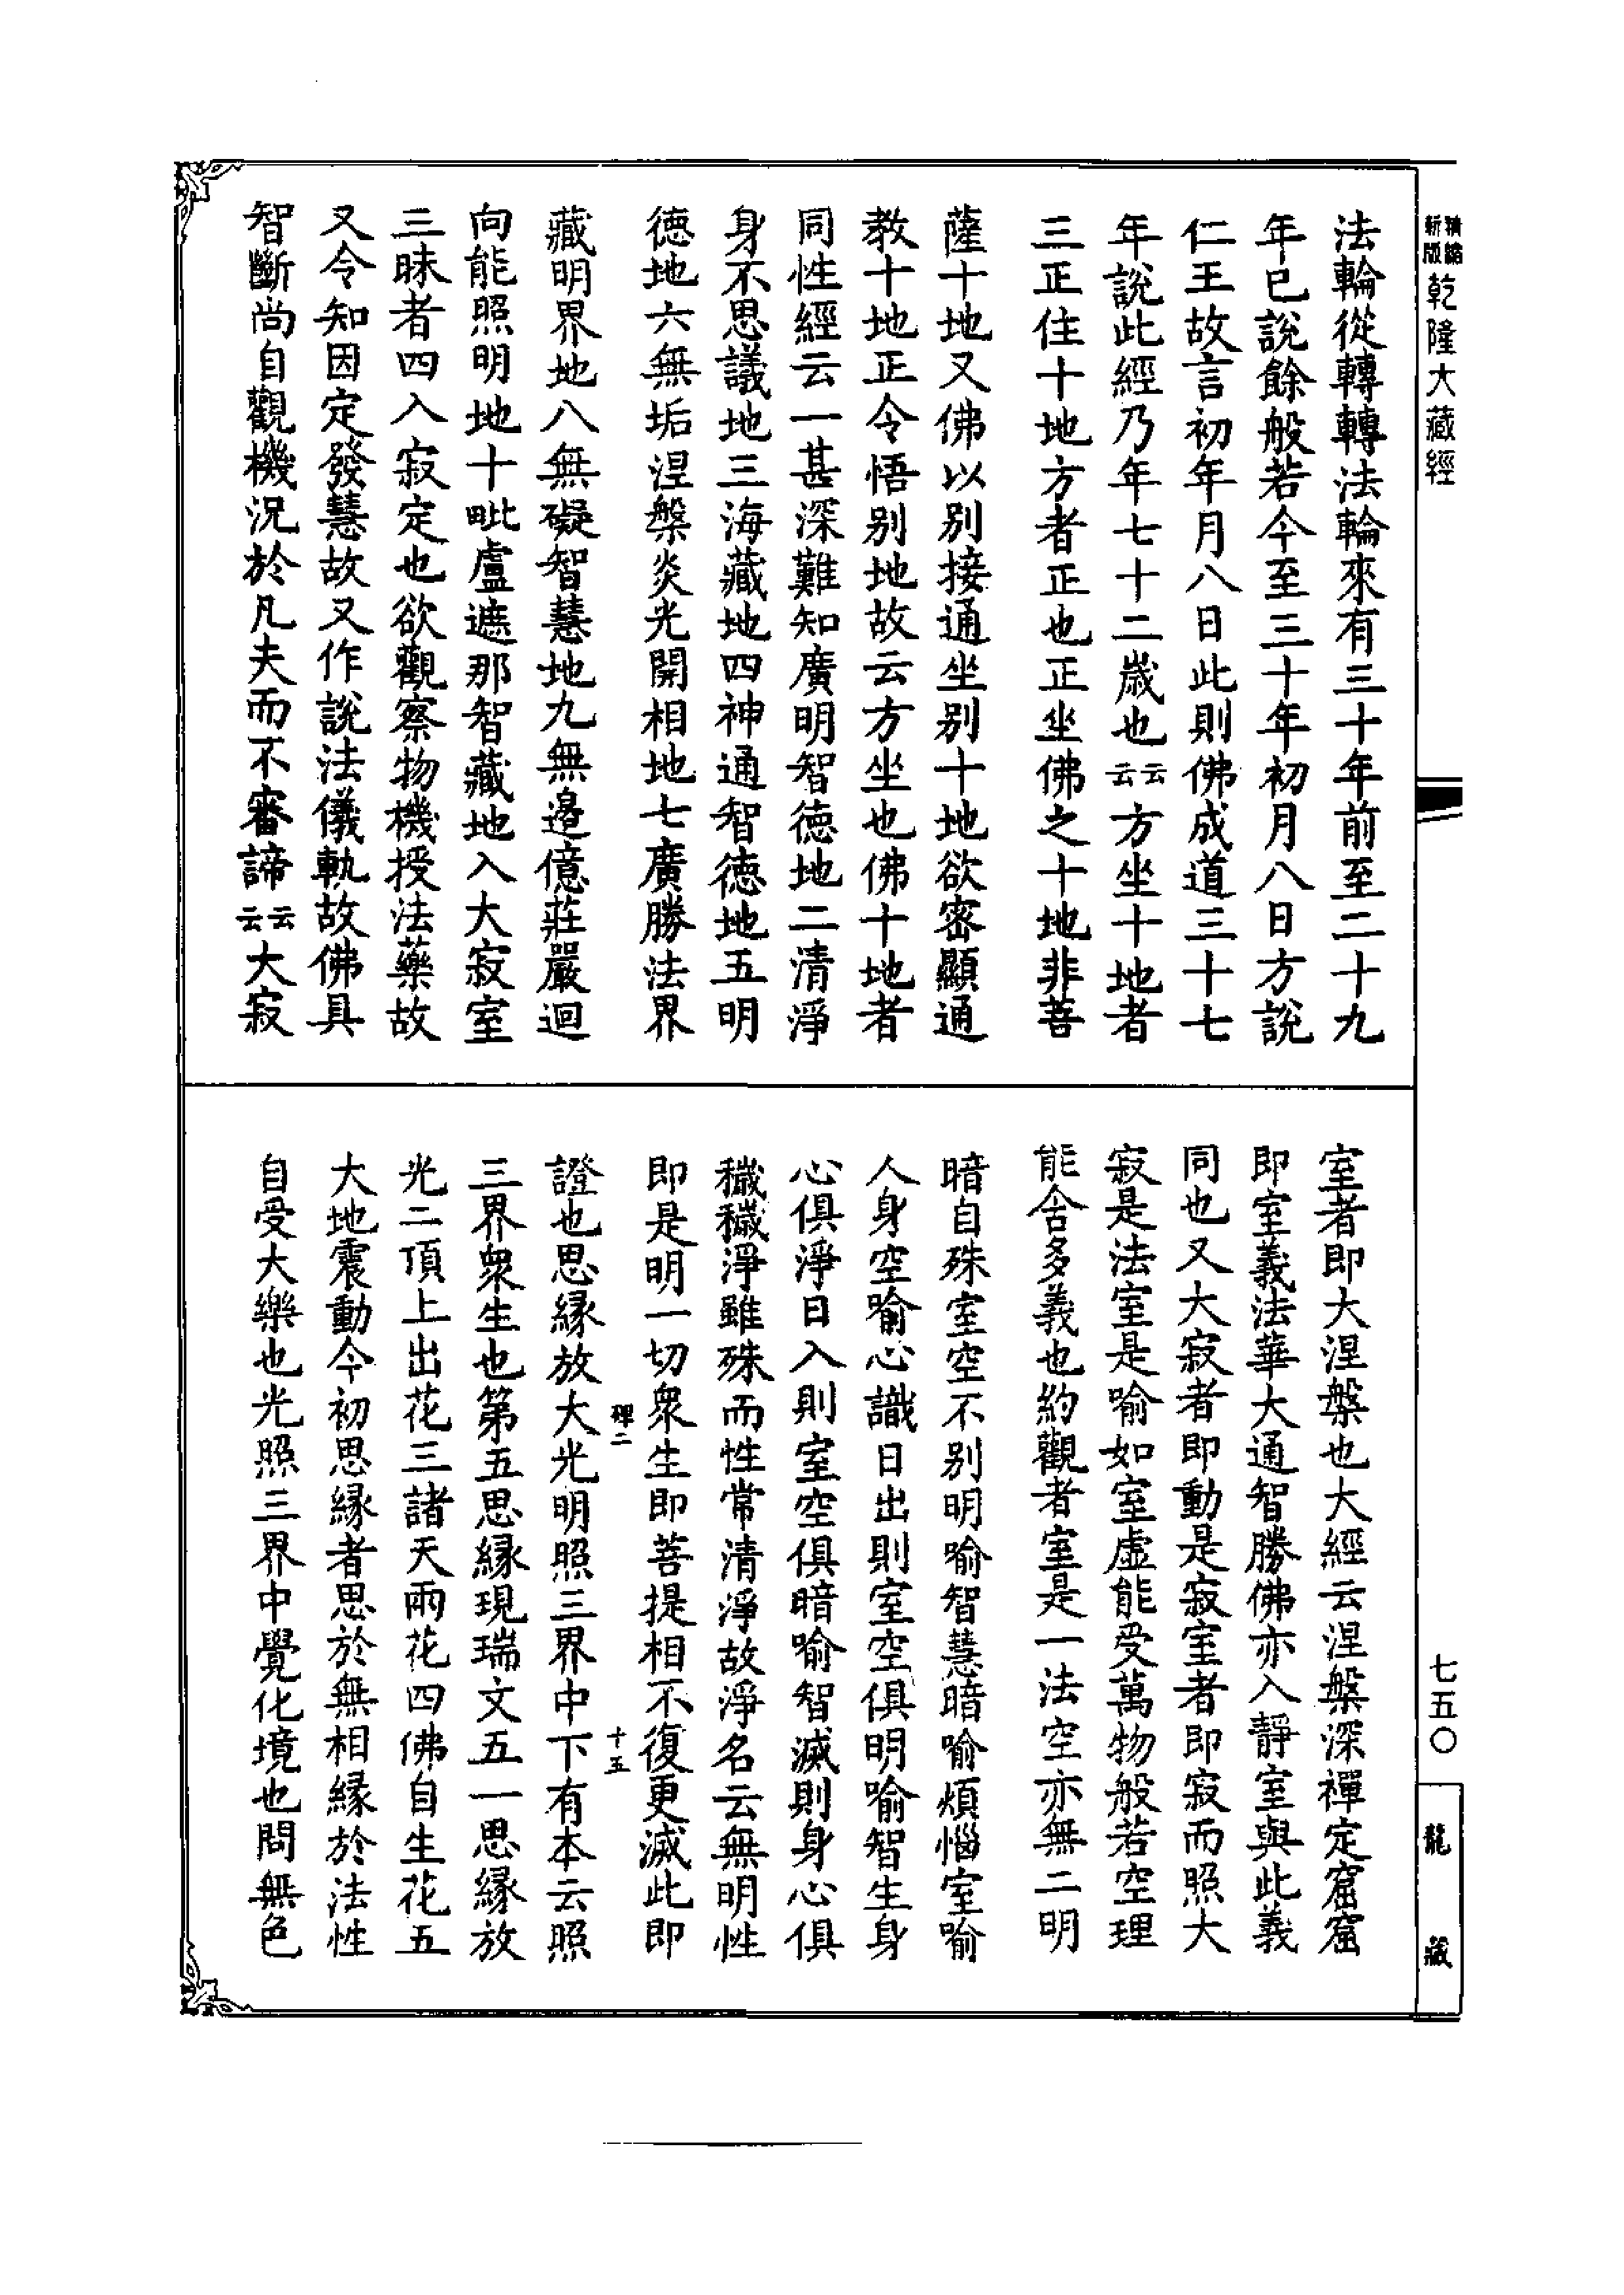 精縮新版乾隆大藏經
法輪從轉轉法輪來有三十年前至二十九
年巳說餘般若今至三十年初月八日方說
仁王故言初年月八日此則佛成道三十七
年說此經乃年七十二歲也云云方坐十地者
三正住十地方者正也正坐佛之十地非菩
薩十地又佛以别接通坐别十地欲密顯通
教十地正令悟别地故云方坐也佛十地者
同性經云一甚深難知廣明智德地二清淨
身不思議地三海藏地四神通智德地五明
德地六無垢涅槃炎光開相地七廣勝法界
藏明界地八無礙智慧地九無邊億莊嚴迴
向能照明地十毗盧遮那智藏地入大寂室
三昧者四入寂定也欲觀察物機授法藥故
又令知因定發慧故又作說法儀軌故佛具
智斷尚自觀機況於凡夫而不審諦云云大寂
室者即大涅槃也大經云涅槃深禪定窟窟
即室義法華大通智勝佛亦入靜室與此義
同也又大寂者即動是寂室者即寂而照大
寂是法室是喻如室虛能受萬物般若空理
能含多義也約觀者室是一法空亦無二明
暗自殊室空不别明喻智慧暗喻煩惱室喻
人身空喻心識日出則室空俱明喻智生身
心俱淨日入則室空俱暗喻智滅則身心俱
穢穢淨雖殊而性常清淨故淨名云無明性
即是明一切衆生即菩提相不復更滅此即
禪二 十五
證也思緣放大光明照三界中下有本云照
三界衆生也第五思緣現瑞文五一思緣放
光二頂上出花三諸天雨花四佛自生花五
大地震動今初思緣者思於無相緣於法性
自受大樂也光照三界中覺化境也問無色
七五〇
龍藏